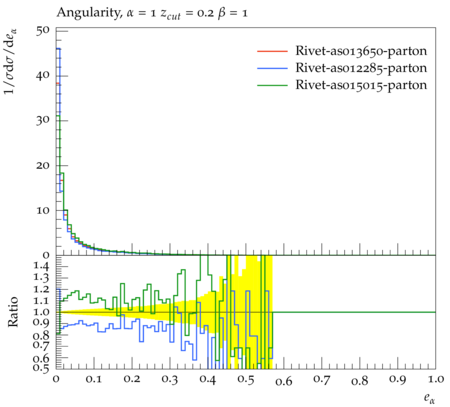 Angularity, α = 1 z_cut = 0.2 β = 1
1/σdσ/de_α
50
40
30
20
10
0
Rivet-as013650-parton
Rivet-as012285-parton
Rivet-as015015-parton
Ratio
1.4
1.3
1.2
1.1
1.0
0.9
0.8
0.7
0.6
0.5
0 0.1 0.2 0.3 0.4 0.5 0.6 0.7 0.8 0.9 1.0
e_α